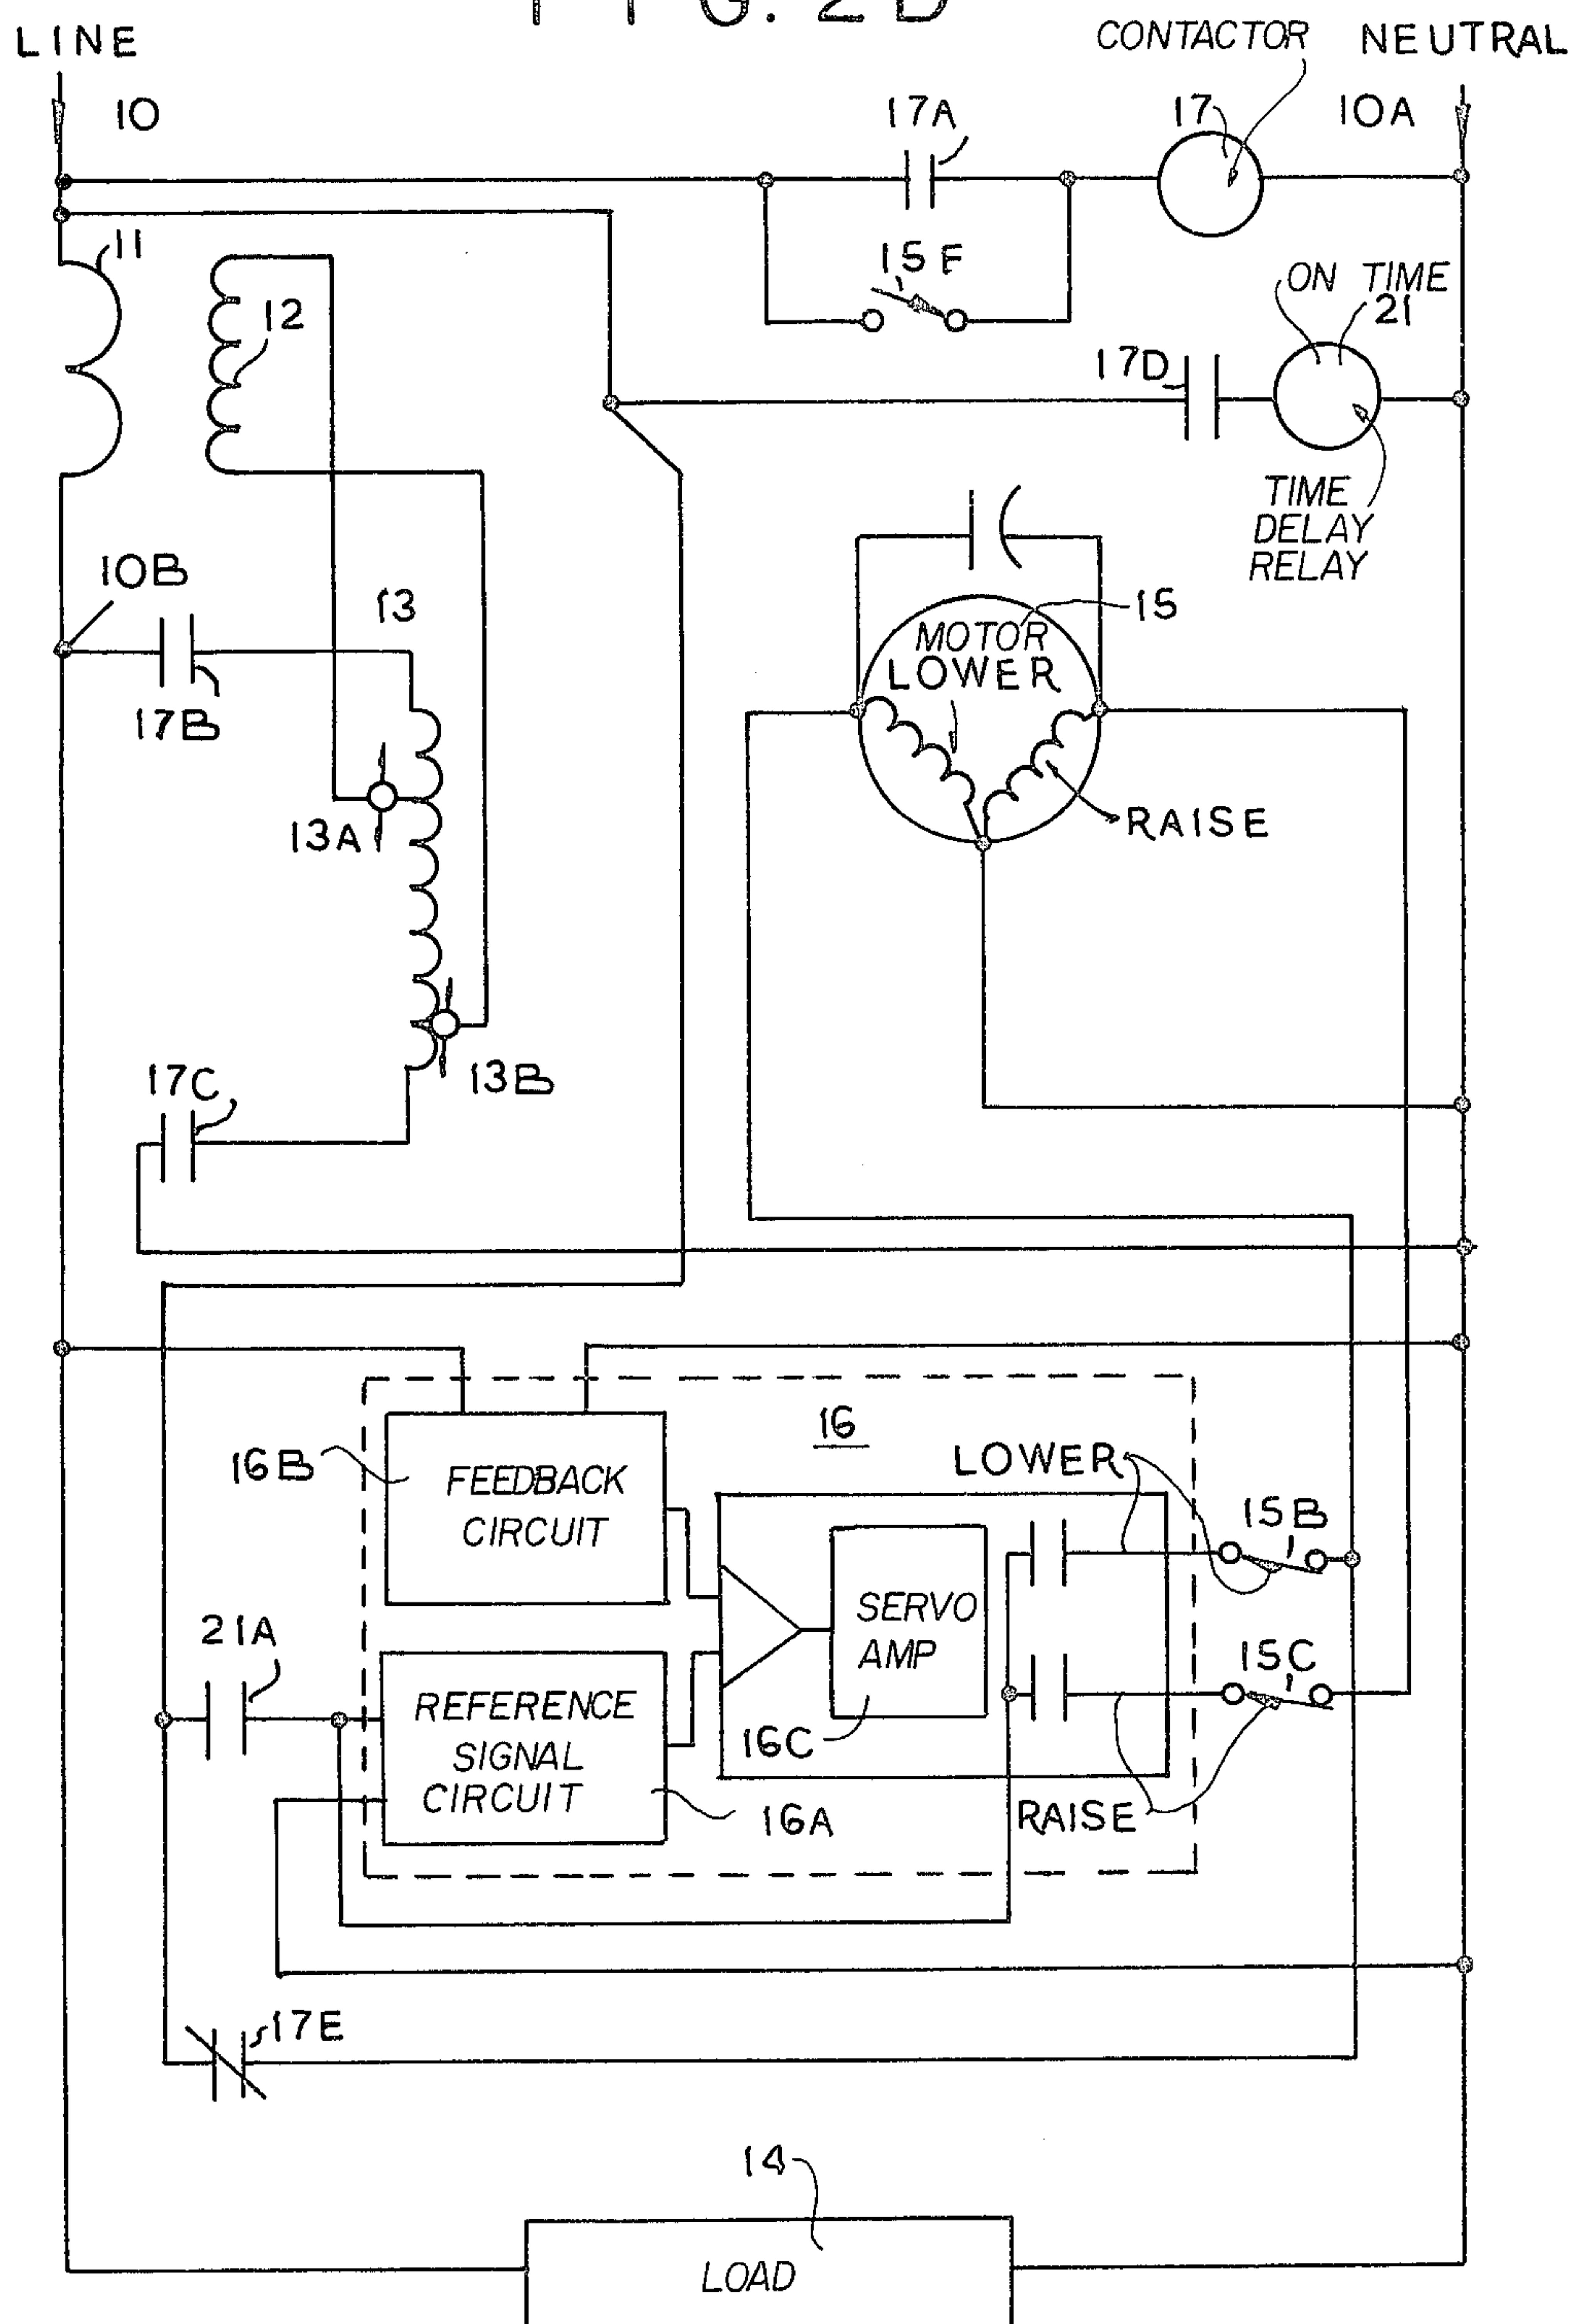 FIG. 2D
LINE
CONTACTOR
NEUTRAL
10
17A
17
10A
11
15F
ON TIME
21
12
17D
TIME
DELAY
RELAY
10B
13
15
MOTOR
LOWER
17B
13A
RAISE
17C
13B
16
16B
FEEDBACK
CIRCUIT
LOWER
15B
SERVO
AMP
21A
15C
REFERENCE
SIGNAL
CIRCUIT
16C
16A
RAISE
17E
14
LOAD